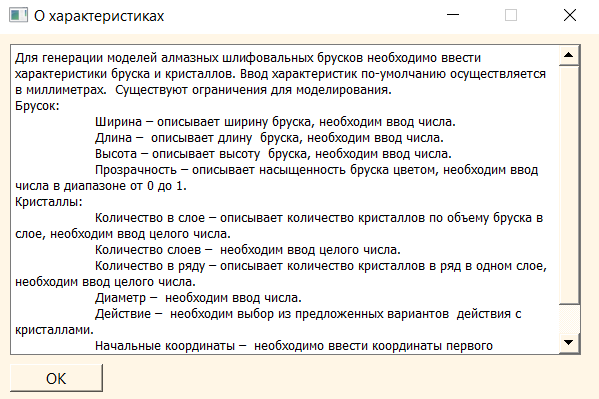 О характеристиках
Для генерации моделей алмазных шлифовальных брусков необходимо ввести
характеристики бруска и кристаллов. Ввод характеристик по-умолчанию осуществляется
в миллиметрах.  Существуют ограничения для моделирования.
Брусок:
Ширина – описывает ширину бруска, необходим ввод числа.
Длина – описывает длину  бруска, необходим ввод числа.
Высота – описывает высоту  бруска, необходим ввод числа.
Прозрачность – описывает насыщенность бруска цветом, необходим ввод
числа в диапазоне от 0 до 1.
Кристаллы:
Количество в слое – описывает количество кристаллов по объему бруска в
слое, необходим ввод целого числа.
Количество слоев –  необходим ввод целого числа.
Количество в ряду – описывает количество кристаллов в ряд в одном слое,
необходим ввод целого числа.
Диаметр –  необходим ввод числа.
Действие –  необходим выбор из предложенных вариантов  действия с
кристаллами.
Начальные координаты –  необходимо ввести координаты первого
OK